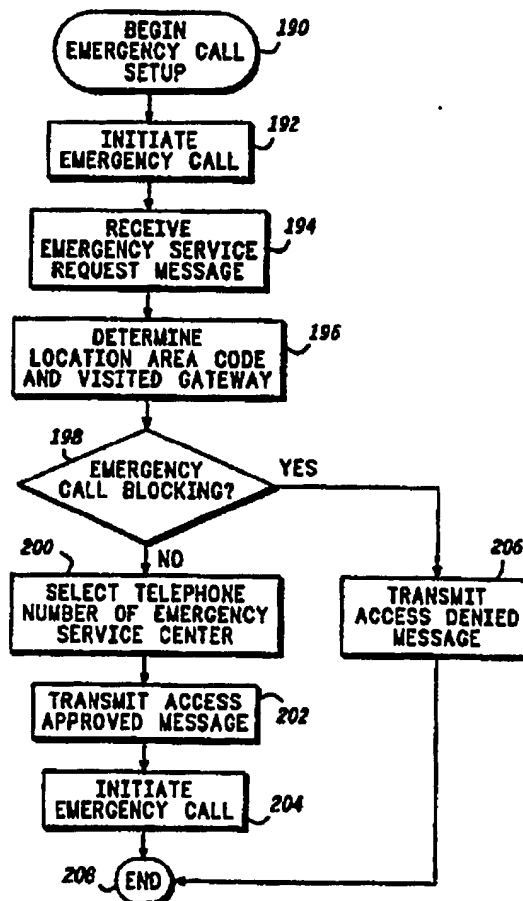 BEGIN
EMERGENCY CALL
SETUP
190
INITIATE
EMERGENCY CALL
192
RECEIVE
EMERGENCY SERVICE
REQUEST MESSAGE
194
DETERMINE
LOCATION AREA CODE
AND VISITED GATEWAY
196
198
EMERGENCY
CALL BLOCKING?
YES
NO
200
SELECT TELEPHONE
NUMBER OF EMERGENCY
SERVICE CENTER
206
TRANSMIT
ACCESS DENIED
MESSAGE
TRANSMIT ACCESS
APPROVED MESSAGE
202
INITIATE
EMERGENCY CALL
204
208
END